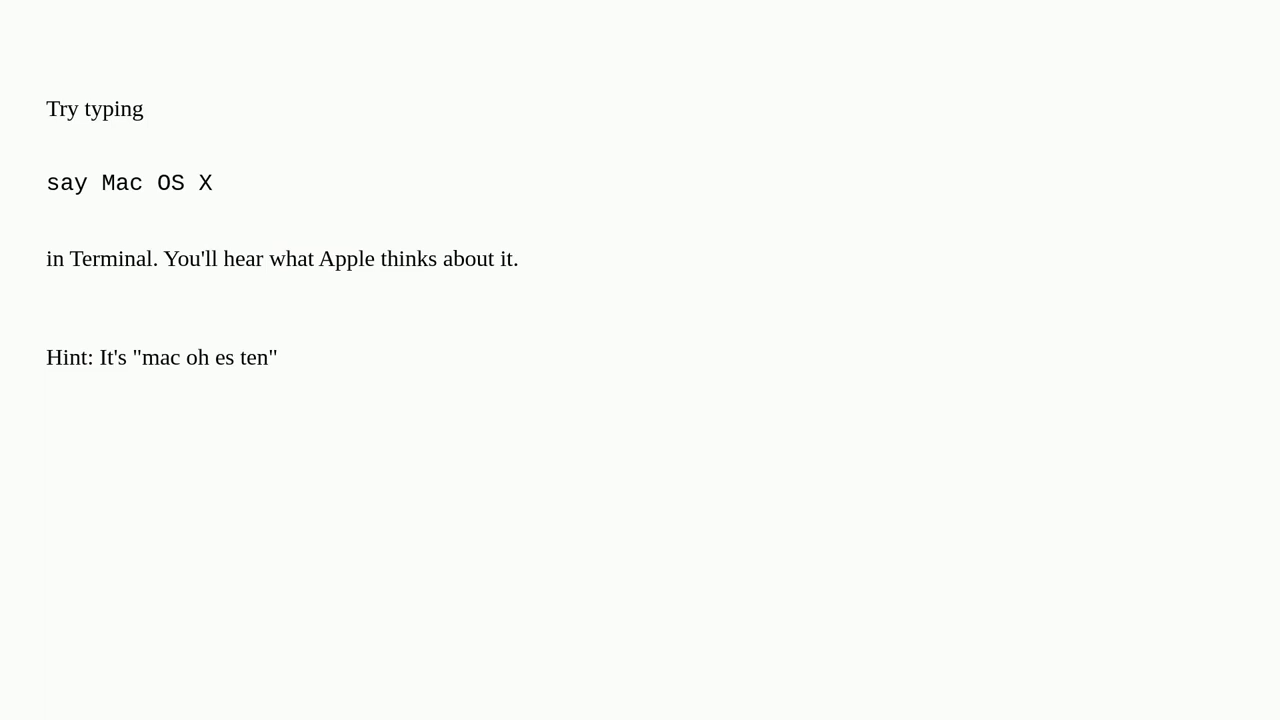 Try typing
say Mac OS X
in Terminal. You'll hear what Apple thinks about it.
Hint: It's "mac oh es ten"